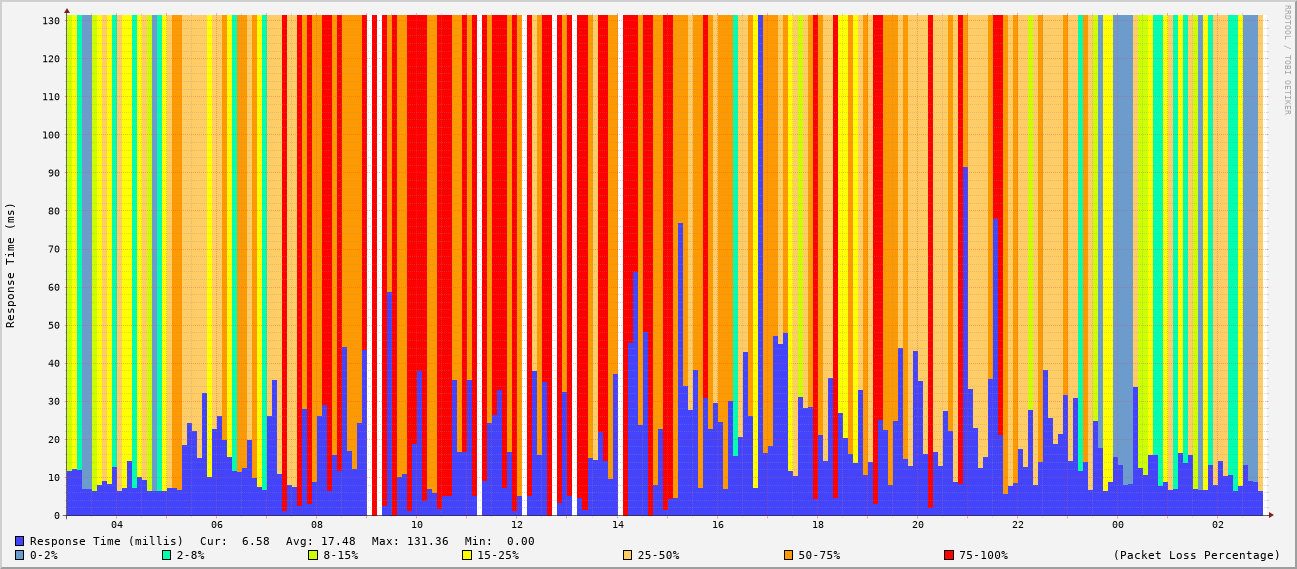 RRDTOOL / TOBI OETIKER
Response Time (ms)
130
120
110
100
90
80
70
60
50
40
30
20
10
0
04 06 08 10 12 14 16 18 20 22 00 02
Response Time (millis) Cur: 6.58 Avg: 17.48 Max: 131.36 Min: 0.00
0-2% 2-8% 8-15% 15-25% 25-50% 50-75% 75-100% (Packet Loss Percentage)